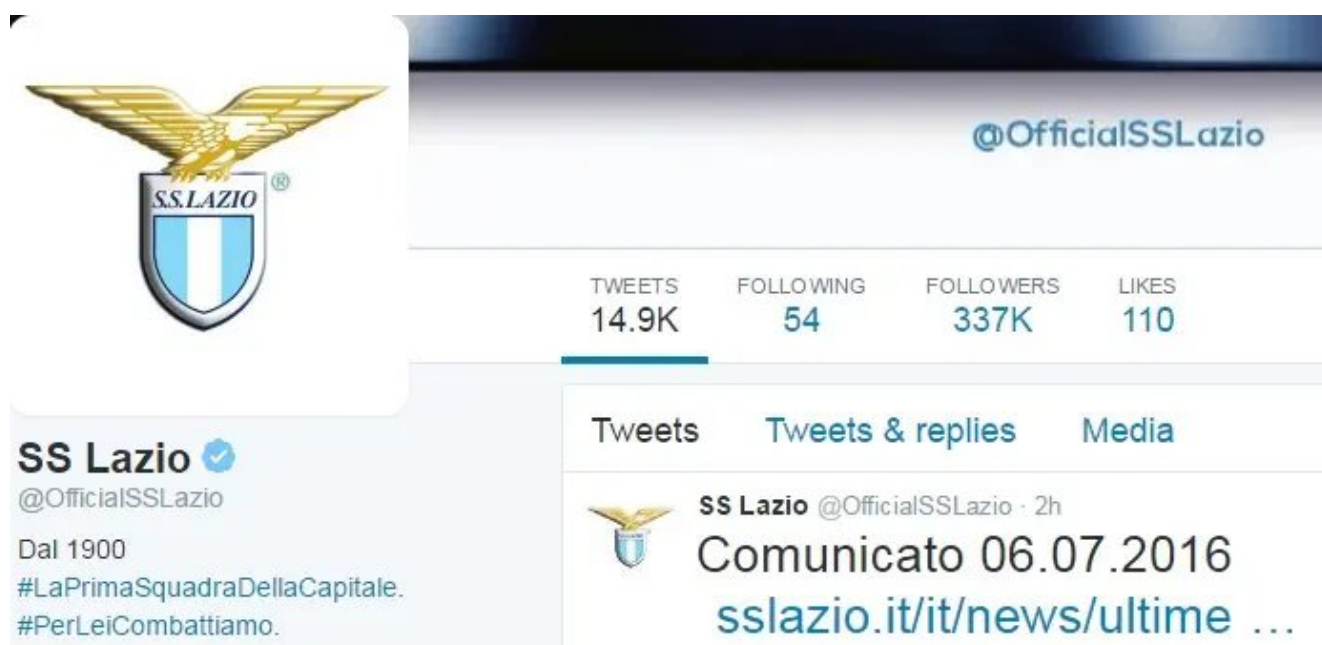 @OfficialSSLazio
S.S.LAZIO ®
TWEETS FOLLOWING FOLLOWERS LIKES
14.9K 54 337K 110
SS Lazio
@OfficialSSLazio
Dal 1900
#LaPrimaSquadraDellaCapitale.
#PerLeiCombattiamo.
Tweets Tweets & replies Media
SS Lazio @OfficialSSLazio · 2h
Comunicato 06.07.2016
sslazio.it/it/news/ultime ...